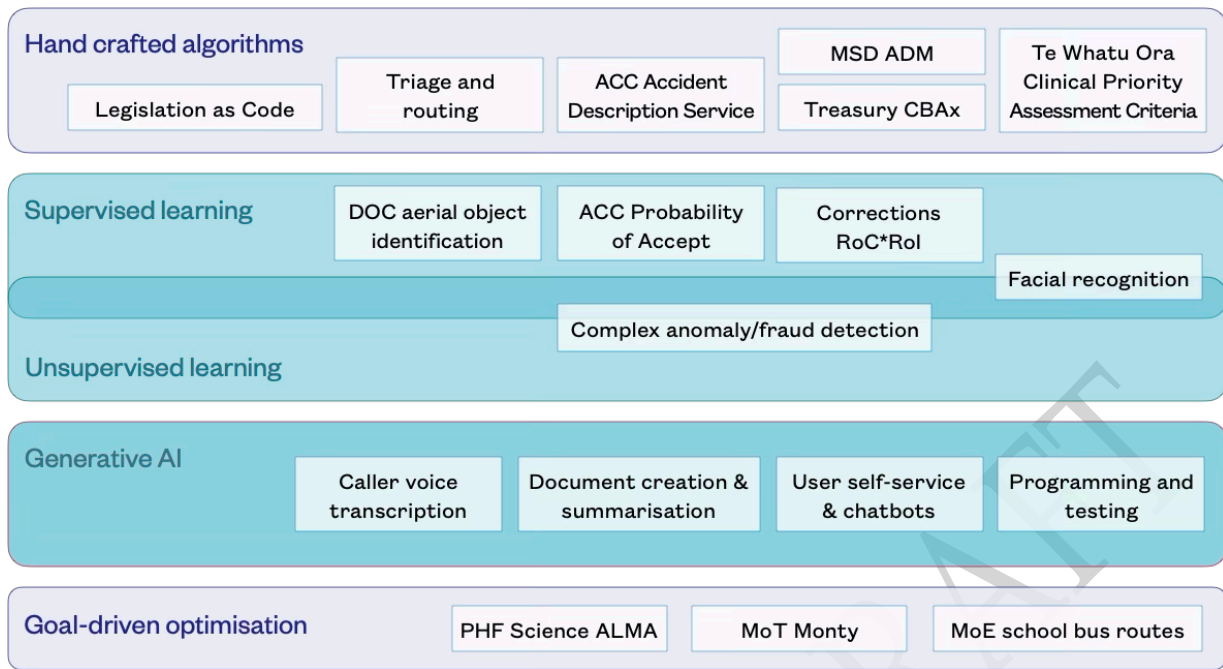 Hand crafted algorithms
Legislation as Code
Triage and
routing
ACC Accident
Description Service
MSD ADM
Treasury CBAx
Te Whatu Ora
Clinical Priority
Assessment Criteria
Supervised learning
DOC aerial object
identification
ACC Probability
of Accept
Corrections
RoC*RoI
Facial recognition
Complex anomaly/fraud detection
Unsupervised learning
Generative AI
Caller voice
transcription
Document creation &
summarisation
User self-service
& chatbots
Programming and
testing
Goal-driven optimisation
PHF Science ALMA
MoT Monty
MoE school bus routes